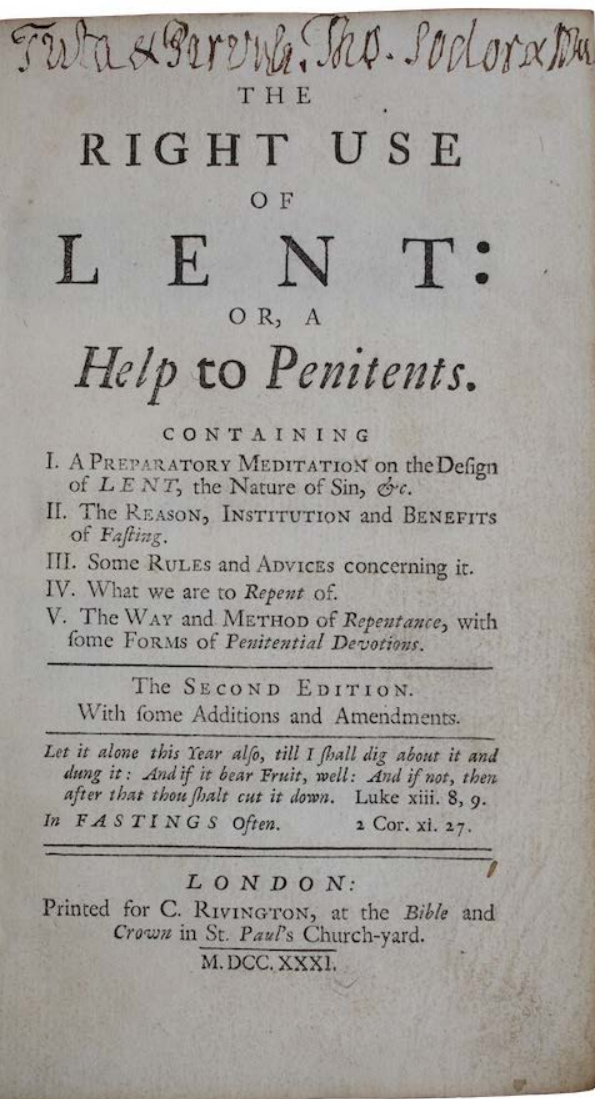 Tuta & Parvula. Tho. Sodor & Man
THE
RIGHT USE
OF
LENT:
OR, A
Help to Penitents.
CONTAINING
I. A PREPARATORY MEDITATION on the Deſign
of LENT, the Nature of Sin, &c.
II. The REASON, INSTITUTION and BENEFITS
of Faſting.
III. Some RULES and ADVICES concerning it.
IV. What we are to Repent of.
V. The WAY and METHOD of Repentance, with
ſome FORMS of Penitential Devotions.
The SECOND EDITION.
With ſome Additions and Amendments.
Let it alone this Year alſo, till I ſhall dig about it and
dung it: And if it bear Fruit, well: And if not, then
after that thou ſhalt cut it down. Luke xiii. 8, 9.
In FASTINGS Often. 2 Cor. xi. 27.
LONDON:
Printed for C. RIVINGTON, at the Bible and
Crown in St. Paul's Church-yard.
M.DCC.XXXI.